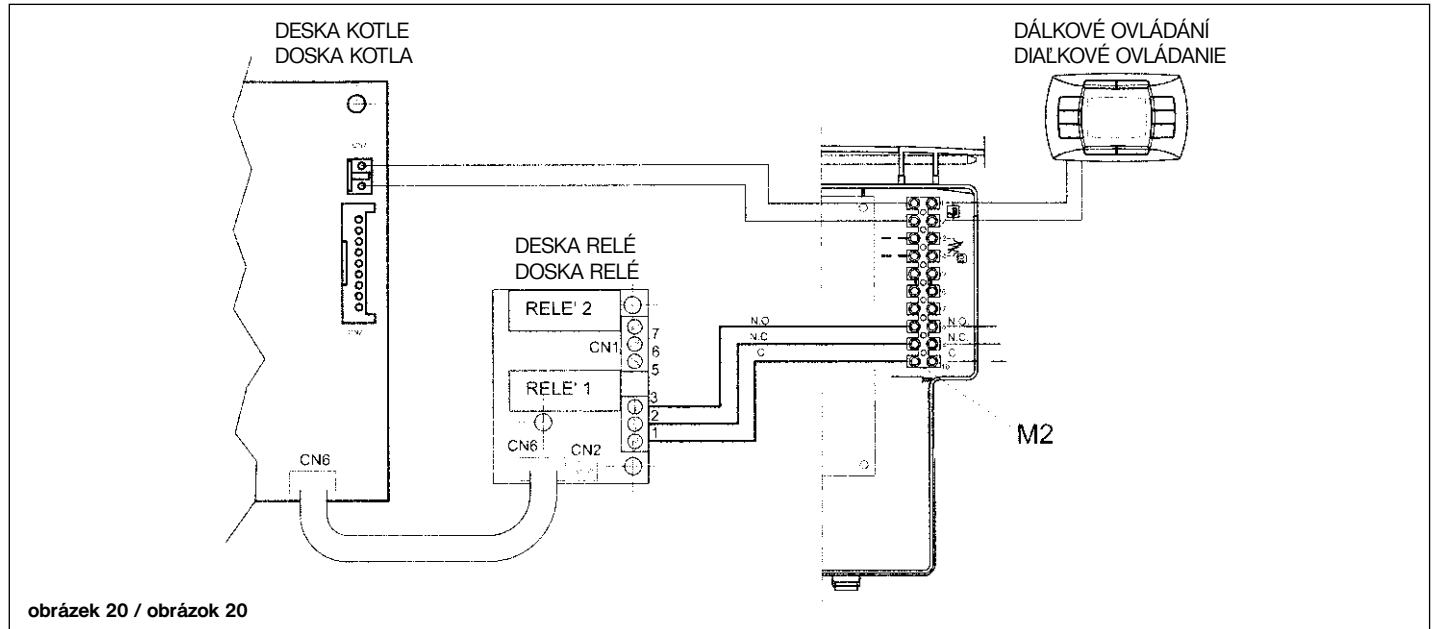 DESKA KOTLE
DOSKA KOTLA
DÁLKOVÉ OVLÁDÁNÍ
DIAĽKOVÉ OVLÁDANIE
DESKA RELÉ
DOSKA RELÉ
RELE' 2
7
CN1
6
5
RELE' 1
3
2
1
CN6
CN2
CN6
N.O.
N.C.
C
N.O.
N.C.
C
10
M2
obrázek 20 / obrázok 20